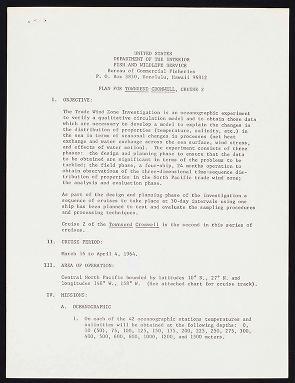 UNITED STATES
DEPARTMENT OF THE INTERIOR
FISH AND WILDLIFE SERVICE
Bureau of Commercial Fisheries
P. O. Box 3830, Honolulu, Hawaii 96812
PLAN FOR TOWNSEND CROMWELL, CRUISE 2
I. OBJECTIVE:
The Trade Wind Zone Investigation is an oceanographic experiment
to verify a qualitative circulation model and to obtain those data
which are necessary to develop a model to explain the changes in
the distribution of properties (temperature, salinity, etc.) in
the sea in terms of seasonal changes in processes (net heat
exchange and water exchange across the sea surface, wind stress,
and effects of water motion). The experiment consists of three
phases: the design and planning phase to ensure that the data
to be obtained are significant in terms of the problems to be
tackled; the field phase, a four-ship, 24 months operation to
obtain observations of the three-dimensional time-sequence dis-
tribution of properties in the North Pacific trade wind zone;
the analysis and evaluation phase.
As part of the design and planning phase of the investigation a
sequence of cruises to take place at 30-day intervals using one
ship has been planned to test and evaluate the sampling procedures
and processing techniques.
Cruise 2 of the Townsend Cromwell is the second in this series of
cruises.
II. CRUISE PERIOD:
March 16 to April 4, 1964.
III. AREA OF OPERATION:
Central North Pacific bounded by latitudes 10° N., 27° N. and
longitudes 148° W., 158° W. (See attached chart for cruise track).
IV. MISSIONS:
A. OCEANOGRAPHIC
1. On each of the 42 oceanographic stations temperatures and
salinities will be obtained at the following depths: 0,
10 (50), 75, 100, 125, 150, 175, 200, 225, 250, 275, 300,
400, 500, 600, 800, 1000, 1200, and 1500 meters.